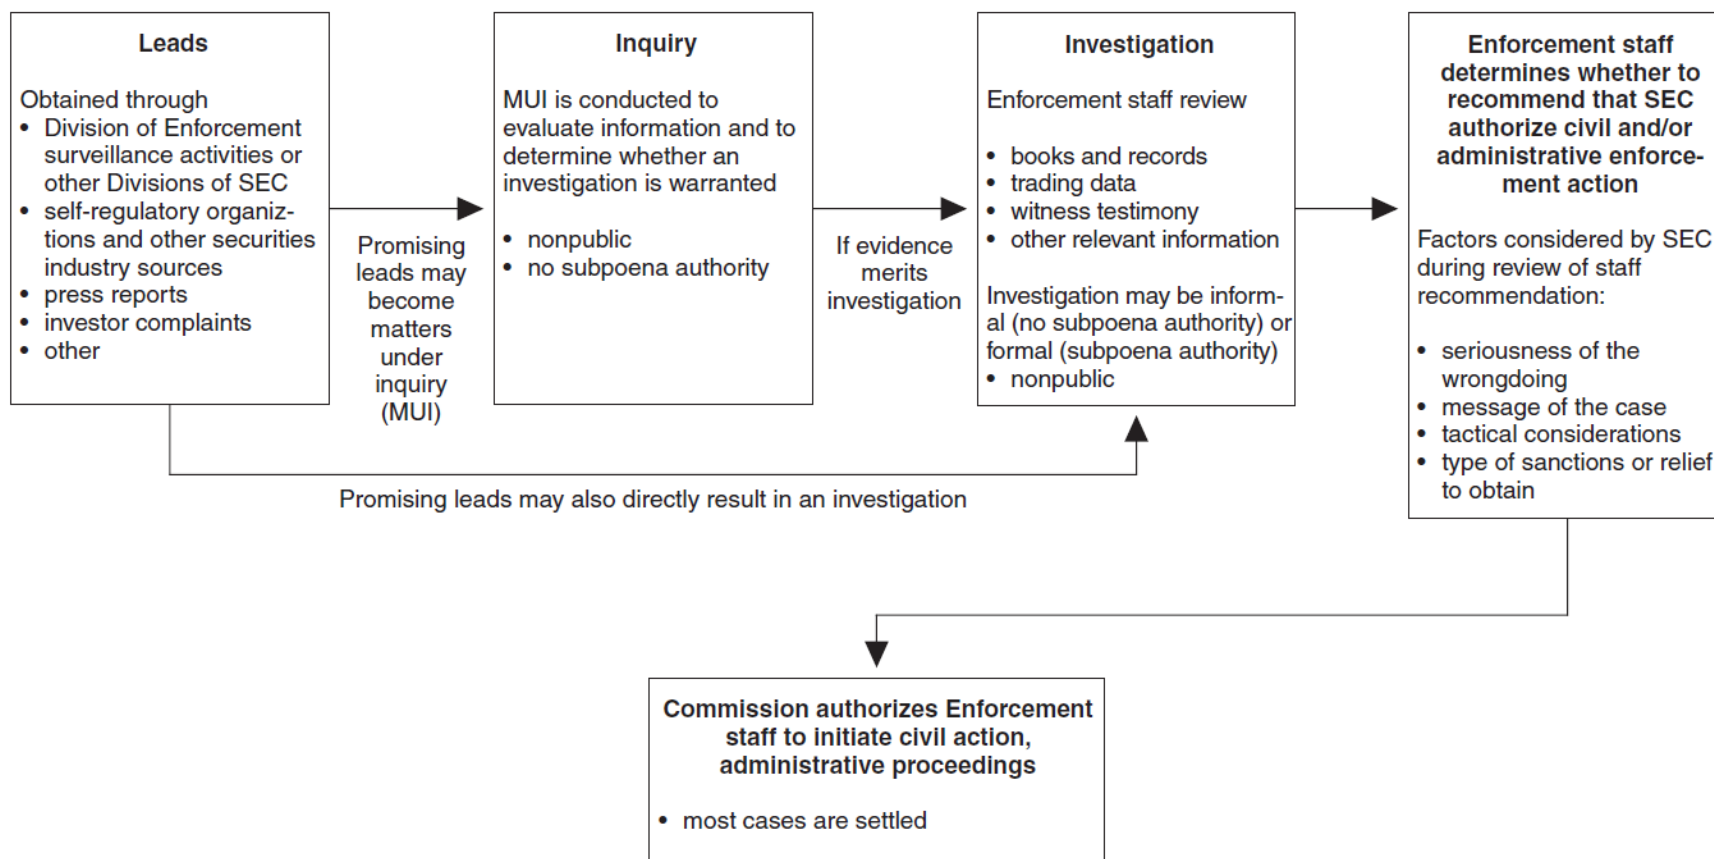 Leads
Obtained through
• Division of Enforcement
surveillance activities or
other Divisions of SEC
• self-regulatory organiz-
tions and other securities
industry sources
• press reports
• investor complaints
• other
Promising
leads may
become
matters
under
inquiry
(MUI)
Inquiry
MUI is conducted to
evaluate information and to
determine whether an
investigation is warranted
• nonpublic
• no subpoena authority
If evidence
merits
investigation
Investigation
Enforcement staff review
• books and records
• trading data
• witness testimony
• other relevant information
Investigation may be inform-
al (no subpoena authority) or
formal (subpoena authority)
• nonpublic
Promising leads may also directly result in an investigation
Enforcement staff
determines whether to
recommend that SEC
authorize civil and/or
administrative enforce-
ment action
Factors considered by SEC
during review of staff
recommendation:
• seriousness of the
wrongdoing
• message of the case
• tactical considerations
• type of sanctions or relief
to obtain
Commission authorizes Enforcement
staff to initiate civil action,
administrative proceedings
• most cases are settled